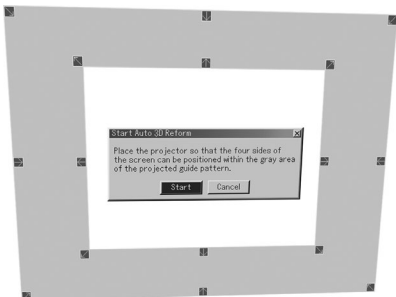 Start Auto 3D Reform
Place the projector so that the four sides of
the screen can be positioned within the gray area
of the projected guide pattern.
Start
Cancel